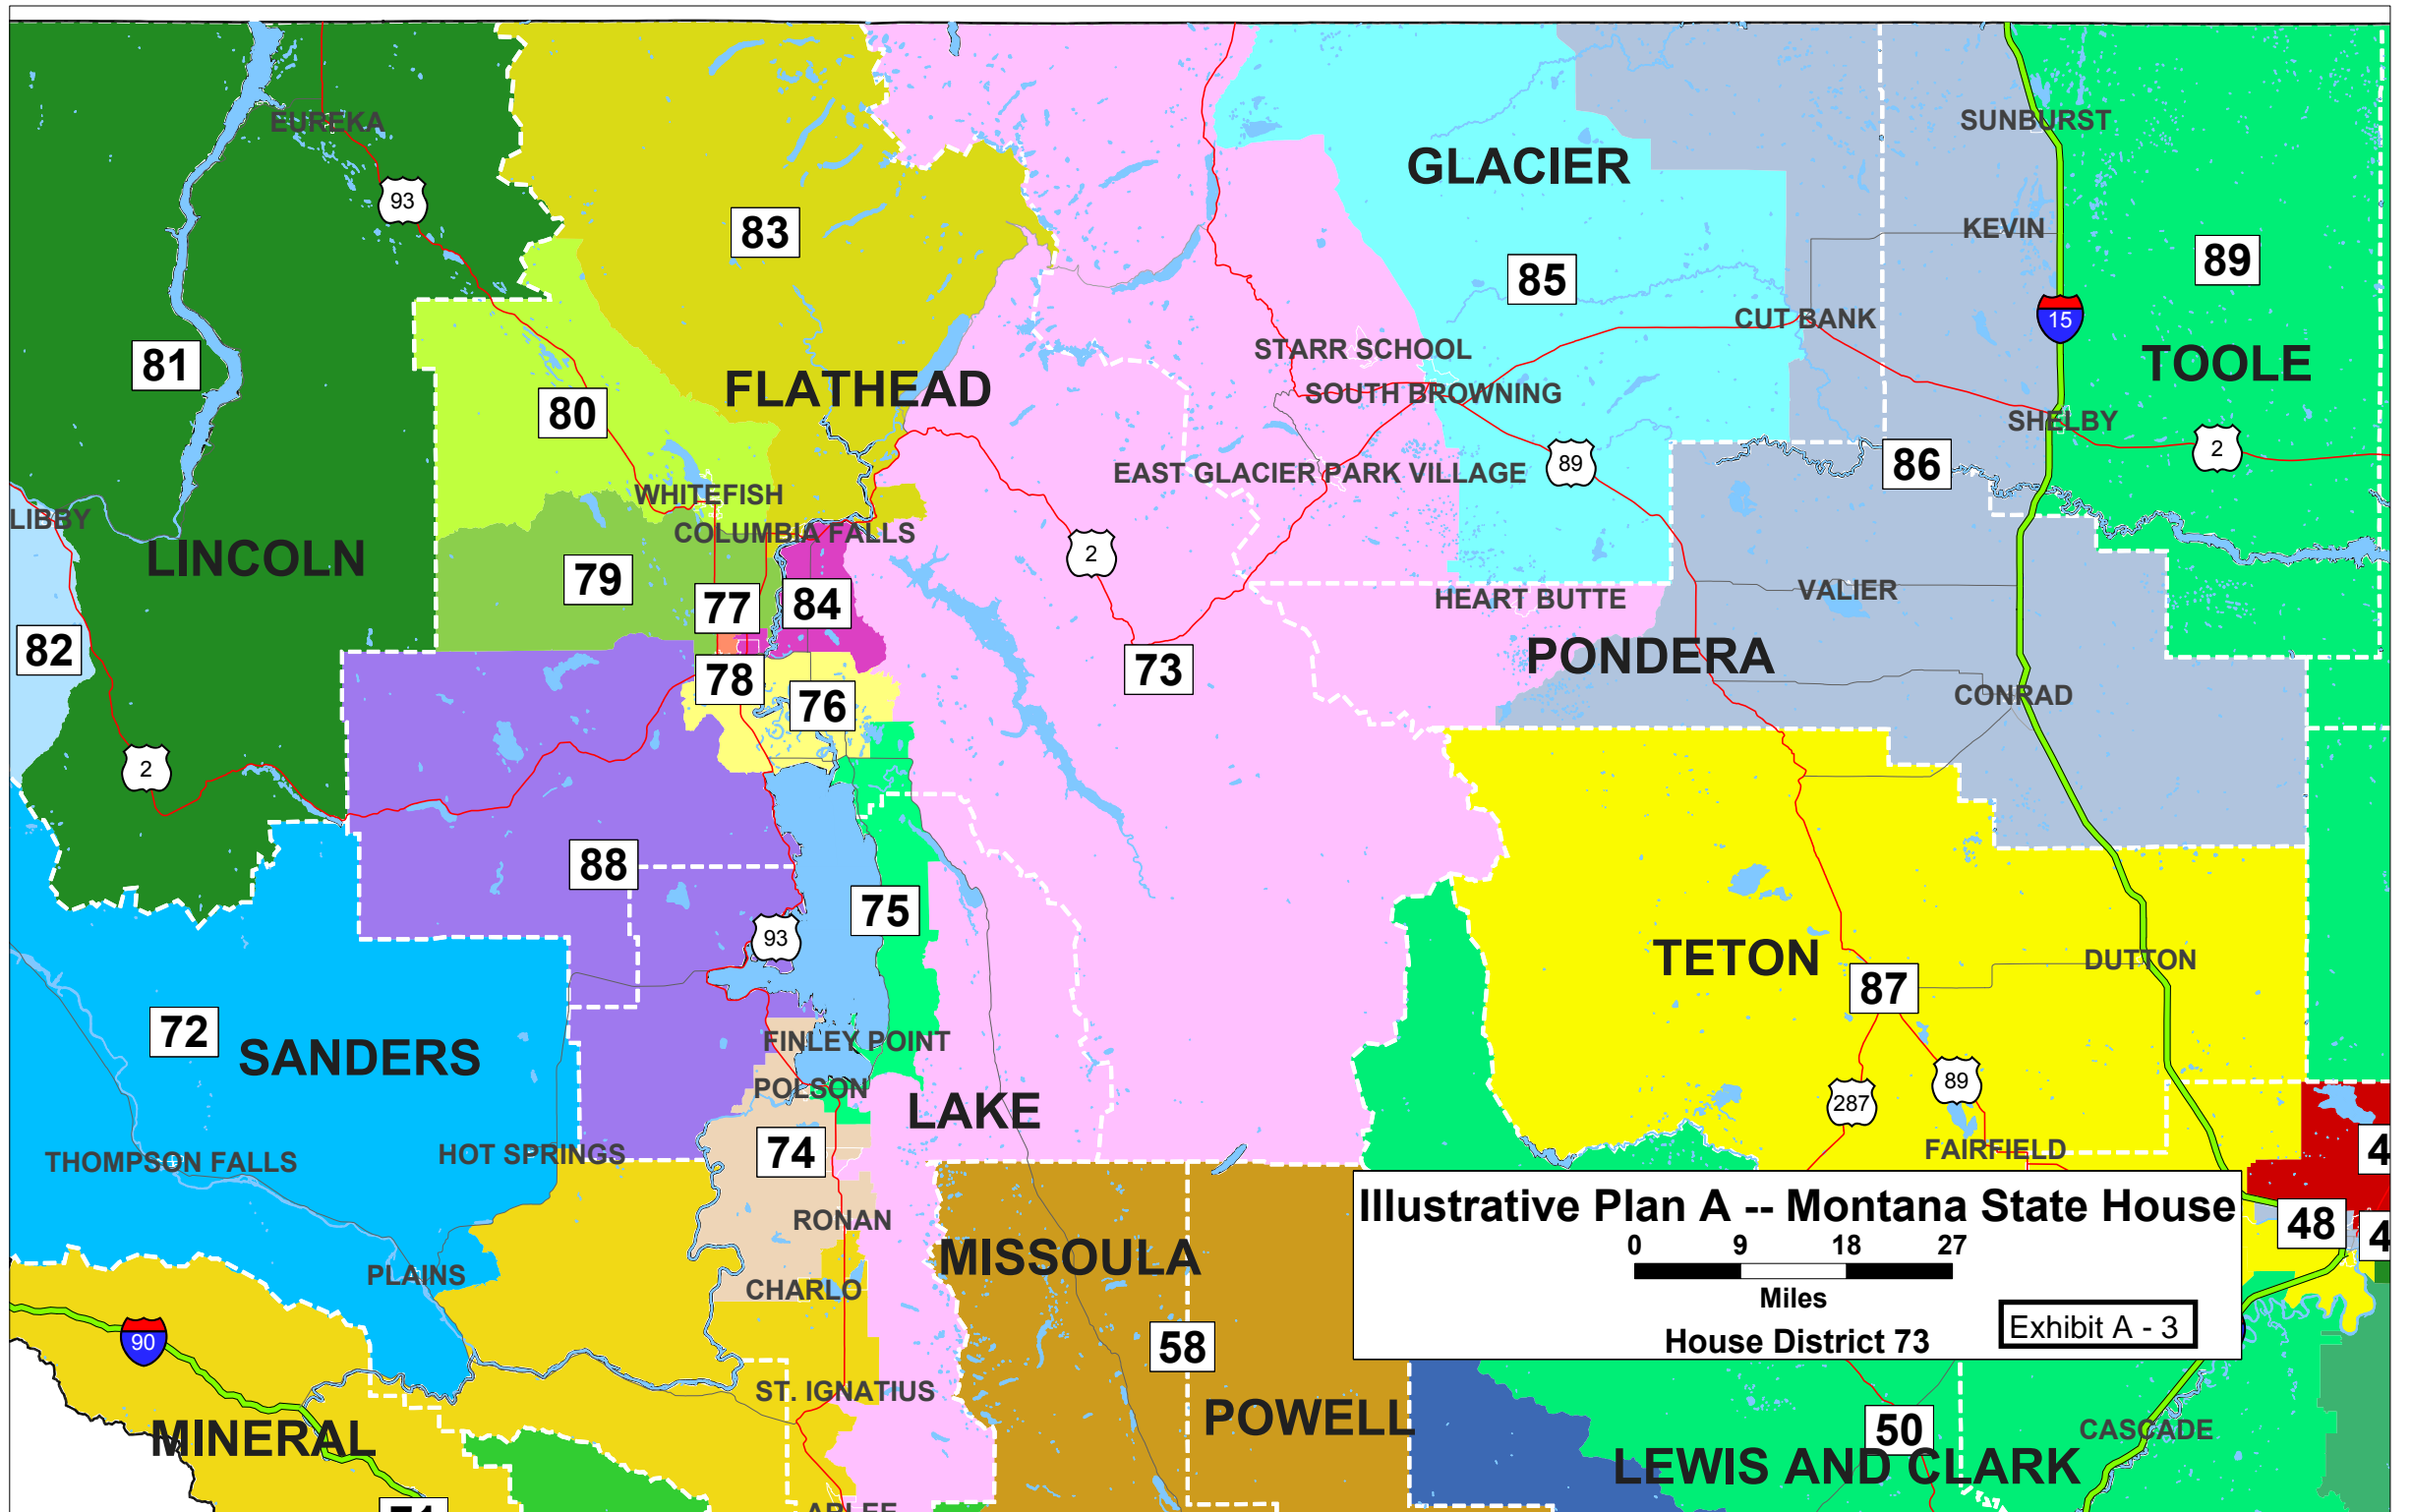 SUNBURST
EUREKA
GLACIER
93
KEVIN
83
89
85
CUT BANK
15
STARR SCHOOL
TOOLE
81
FLATHEAD
SOUTH BROWNING
80
SHELBY
2
EAST GLACIER PARK VILLAGE
89
86
WHITEFISH
LIBBY
COLUMBIA FALLS
LINCOLN
2
79
77
84
VALIER
HEART BUTTE
82
PONDERA
73
78
CONRAD
76
2
88
75
93
TETON
DUTTON
87
72
FINLEY POINT
SANDERS
POLSON
89
287
LAKE
74
HOT SPRINGS
THOMPSON FALLS
FAIRFIELD
4
Illustrative Plan A -- Montana State House
0 9 18 27
Miles
House District 73
Exhibit A - 3
48
4
RONAN
MISSOULA
PLAINS
CHARLO
90
58
ST. IGNATIUS
POWELL
MINERAL
50
CASCADE
LEWIS AND CLARK
71
ARLEE